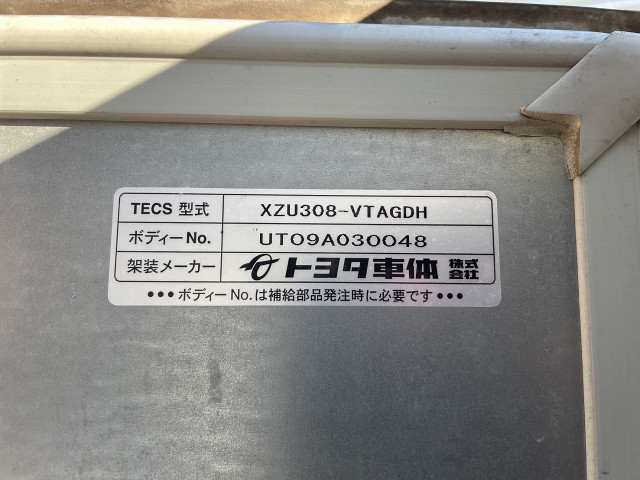 TECS 型式 XZU308-VTAGDH
ボディーNo. UT09A030048
架装メーカー トヨタ車体 株式会社
●●● ボディーNo.は補給部品発注時に必要です ●●●